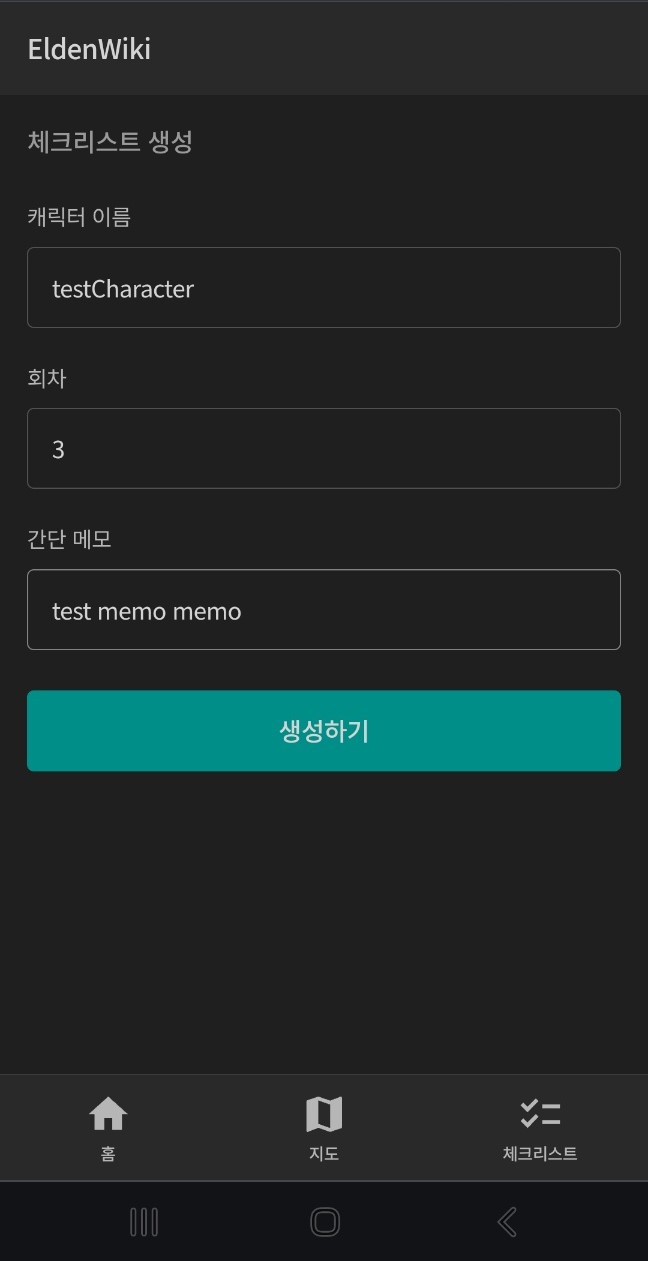 EldenWiki
체크리스트 생성
캐릭터 이름
testCharacter
회차
3
간단 메모
test memo memo
생성하기
홈
지도
체크리스트